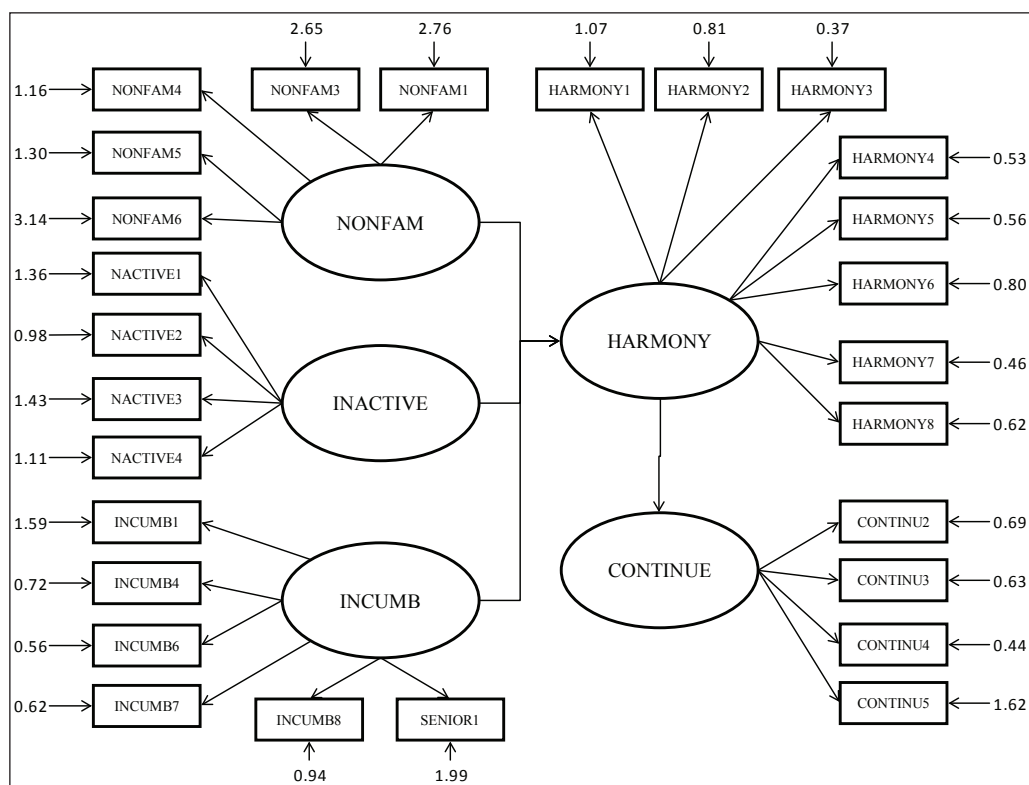 2.65 2.76 1.07 0.81 0.37
1.16 NONFAM4 NONFAM3 NONFAM1 HARMONY1 HARMONY2 HARMONY3
1.30 NONFAM5 HARMONY4 0.53
3.14 NONFAM6 NONFAM HARMONY5 0.56
1.36 NACTIVE1 HARMONY6 0.80
0.98 NACTIVE2 HARMONY HARMONY7 0.46
1.43 NACTIVE3 INACTIVE HARMONY8 0.62
1.11 NACTIVE4
1.59 INCUMB1 CONTINU2 0.69
0.72 INCUMB4 CONTINUE CONTINU3 0.63
0.56 INCUMB6 INCUMB CONTINU4 0.44
0.62 INCUMB7 CONTINU5 1.62
INCUMB8 SENIOR1
0.94 1.99